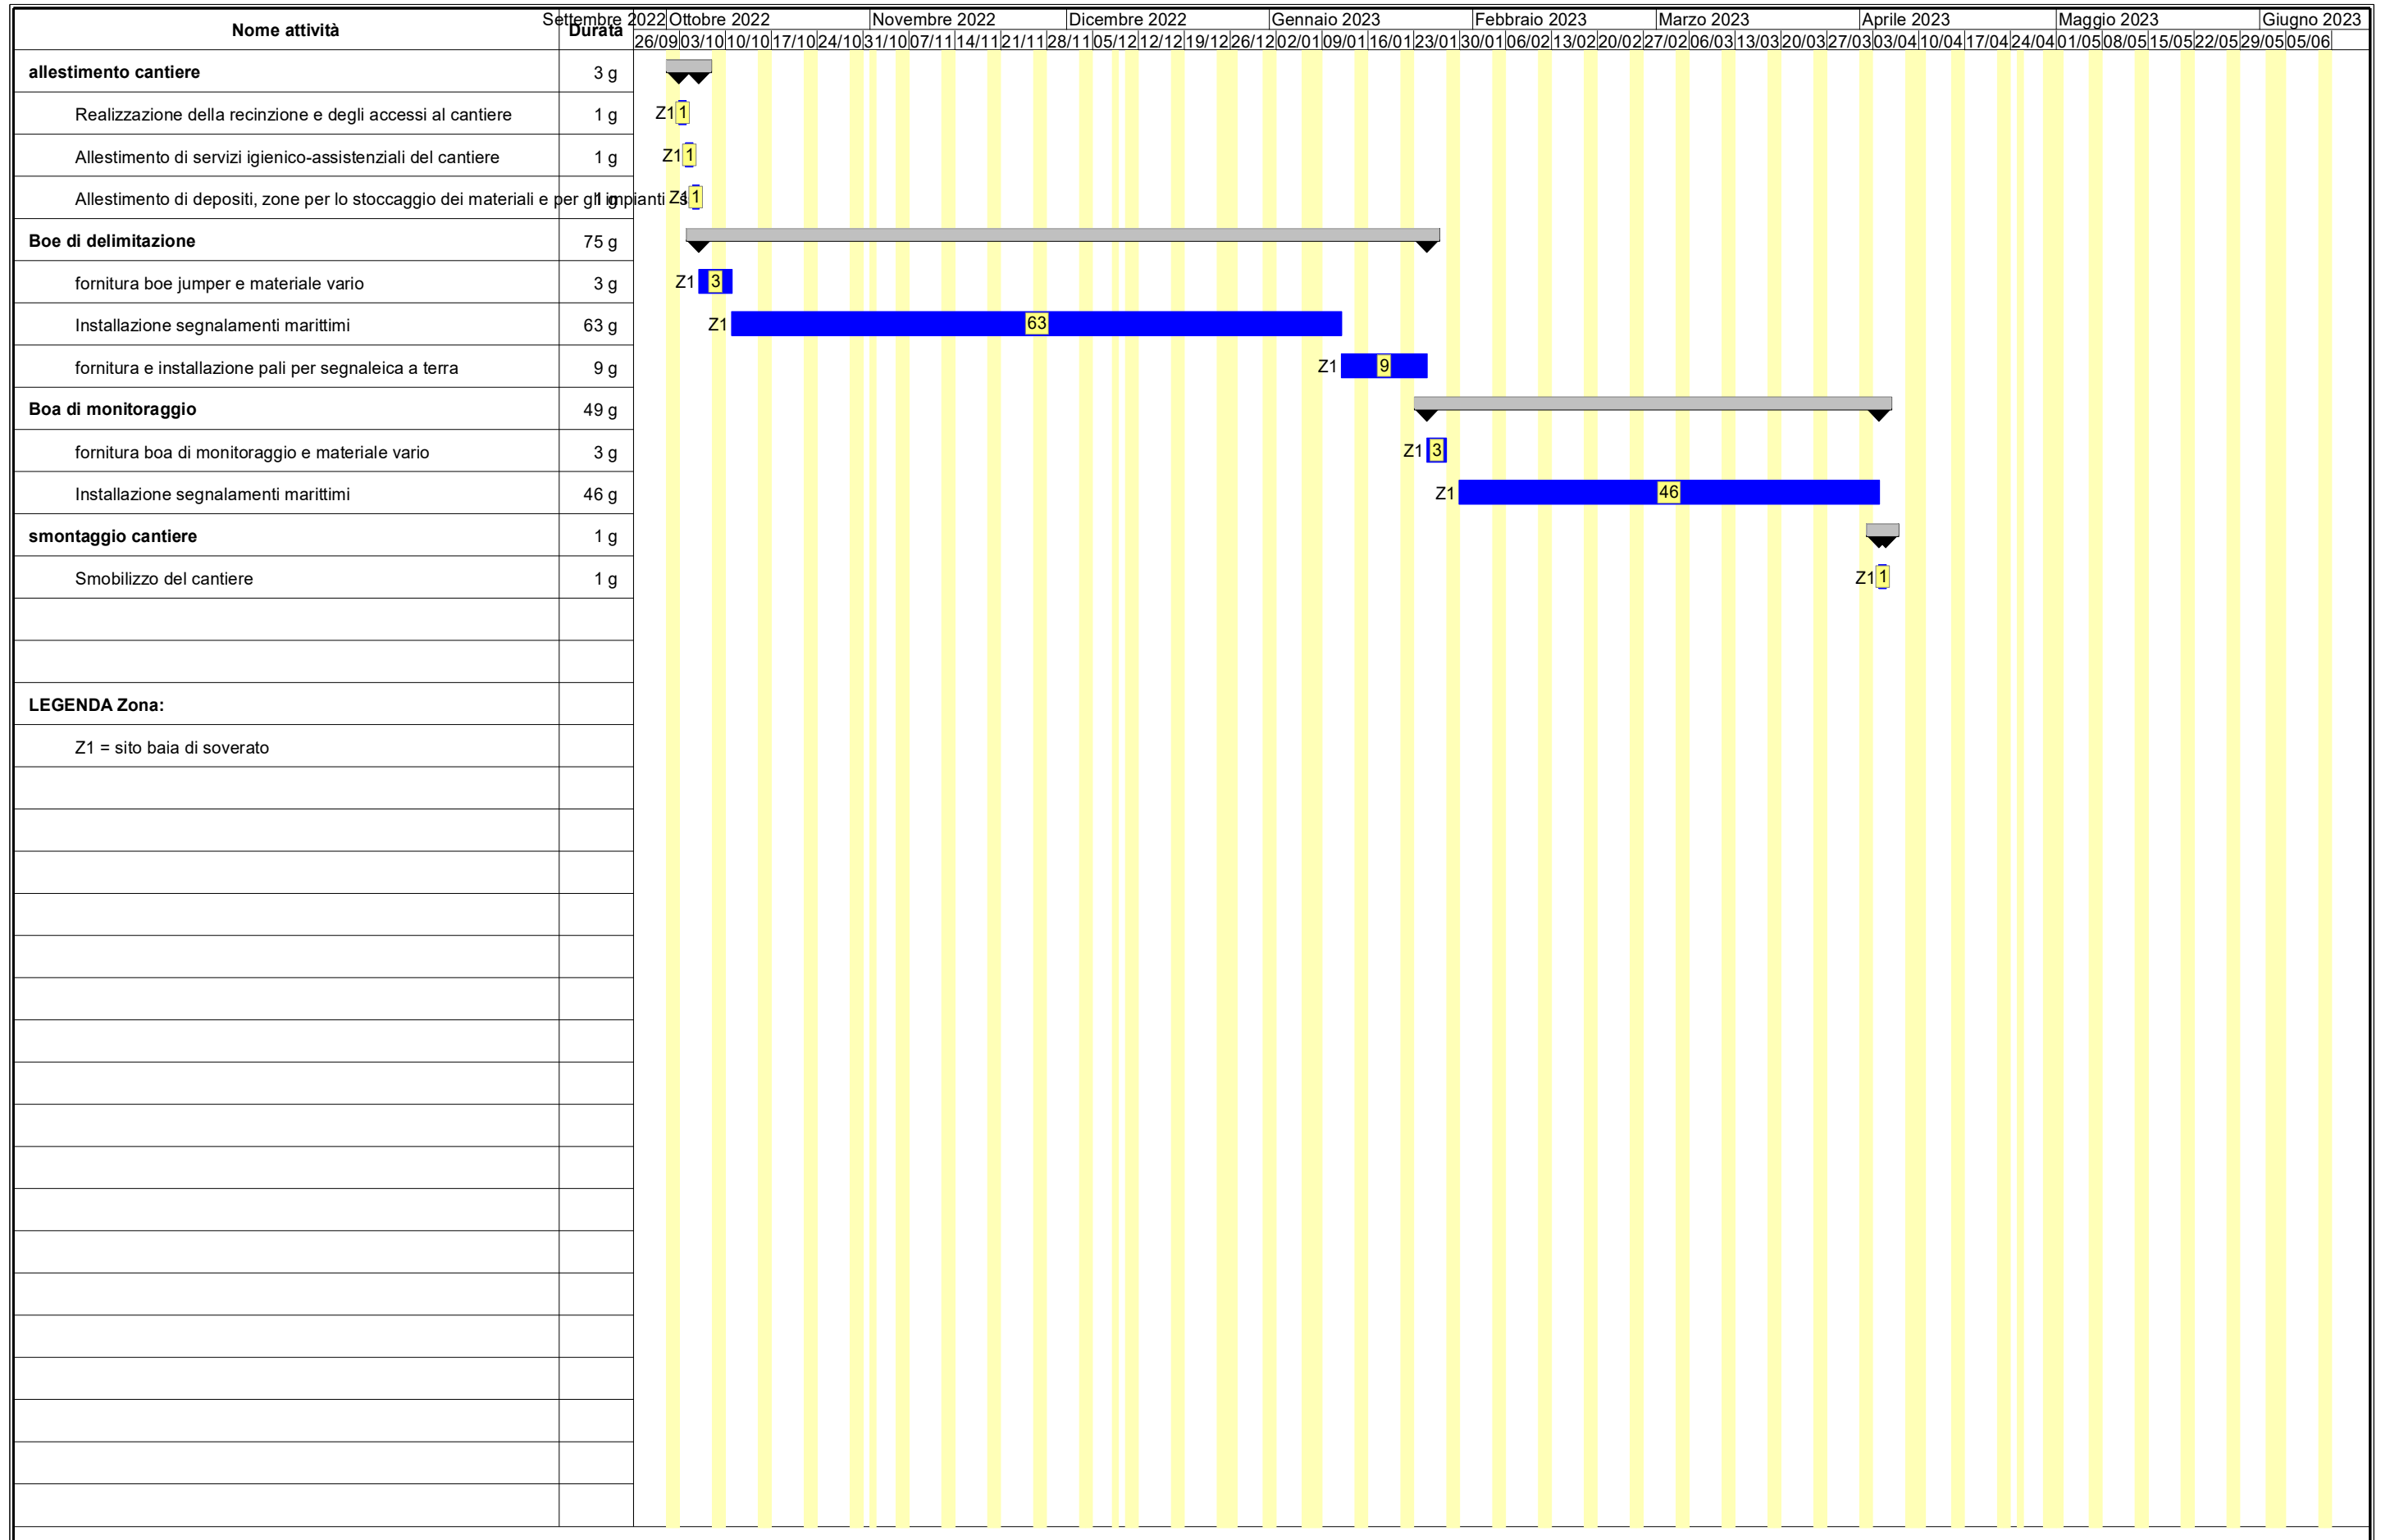 Nome attività Durata Settembre 2022 Ottobre 2022 Novembre 2022 Dicembre 2022 Gennaio 2023 Febbraio 2023 Marzo 2023 Aprile 2023 Maggio 2023 Giugno 2023
26/09 03/10 10/10 17/10 24/10 31/10 07/11 14/11 21/11 28/11 05/12 12/12 19/12 26/12 02/01 09/01 16/01 23/01 30/01 06/02 13/02 20/02 27/02 06/03 13/03 20/03 27/03 03/04 10/04 17/04 24/04 01/05 08/05 15/05 22/05 29/05 05/06
allestimento cantiere 3 g
Realizzazione della recinzione e degli accessi al cantiere 1 g Z1 1
Allestimento di servizi igienico-assistenziali del cantiere 1 g Z1 1
Allestimento di depositi, zone per lo stoccaggio dei materiali e per gli impianti s 1 g Z1 1
Boe di delimitazione 75 g
fornitura boe jumper e materiale vario 3 g Z1 3
Installazione segnalamenti marittimi 63 g Z1 63
fornitura e installazione pali per segnaleica a terra 9 g Z1 9
Boa di monitoraggio 49 g
fornitura boa di monitoraggio e materiale vario 3 g Z1 3
Installazione segnalamenti marittimi 46 g Z1 46
smontaggio cantiere 1 g
Smobilizzo del cantiere 1 g Z1 1
LEGENDA Zona:
Z1 = sito baia di soverato